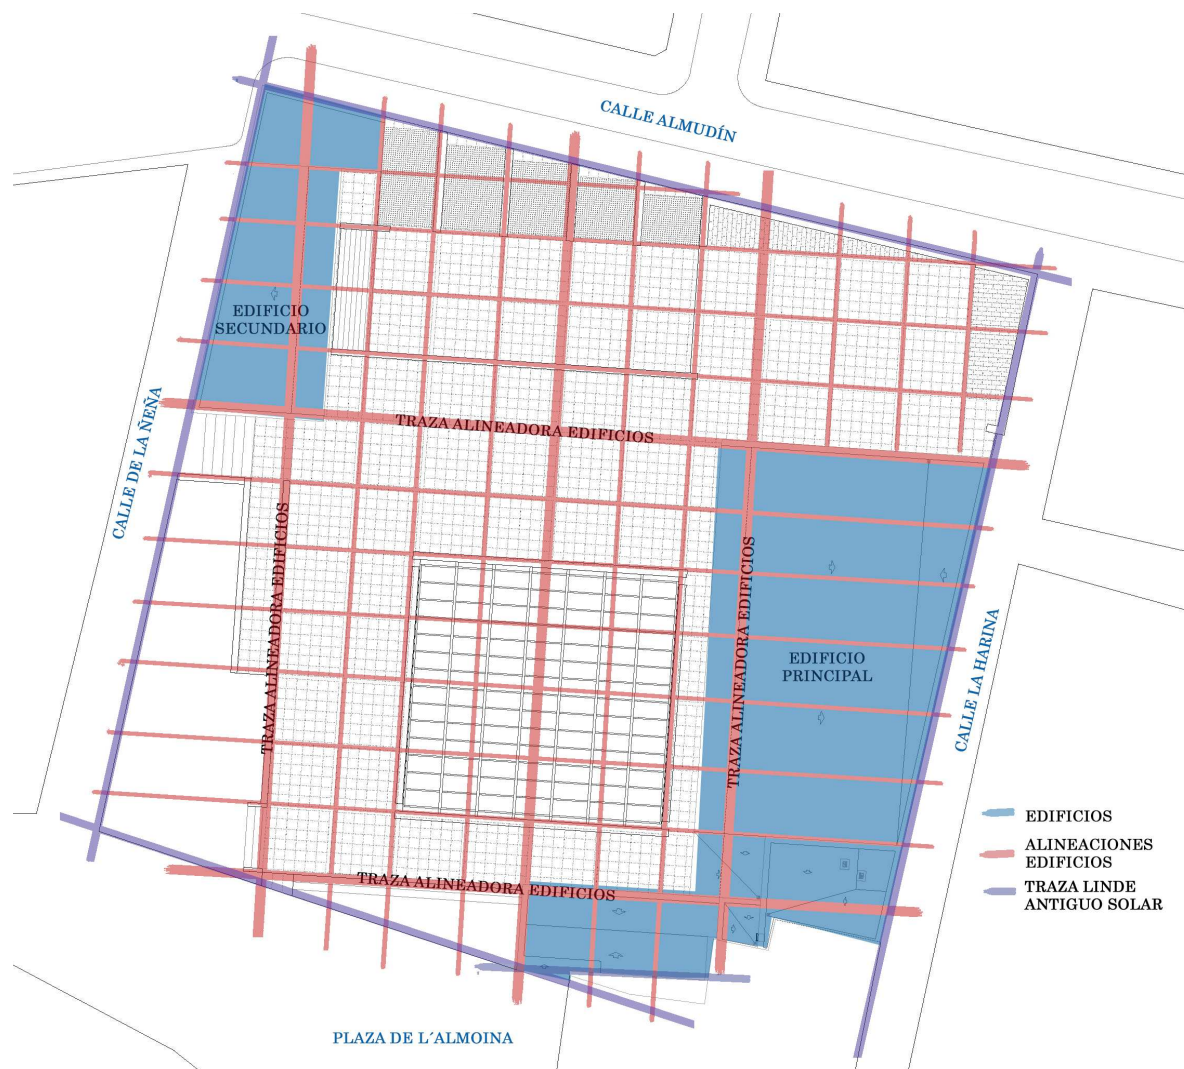 CALLE ALMUDÍN
EDIFICIO
SECUNDARIO
CALLE DE LA ÑEÑA
TRAZA ALINEADORA EDIFICIOS
TRAZA ALINEADORA EDIFICIOS
TRAZA ALINEADORA EDIFICIOS
EDIFICIO
PRINCIPAL
CALLE LA HARINA
TRAZA ALINEADORA EDIFICIOS
PLAZA DE L´ALMOINA
EDIFICIOS
ALINEACIONES
EDIFICIOS
TRAZA LINDE
ANTIGUO SOLAR